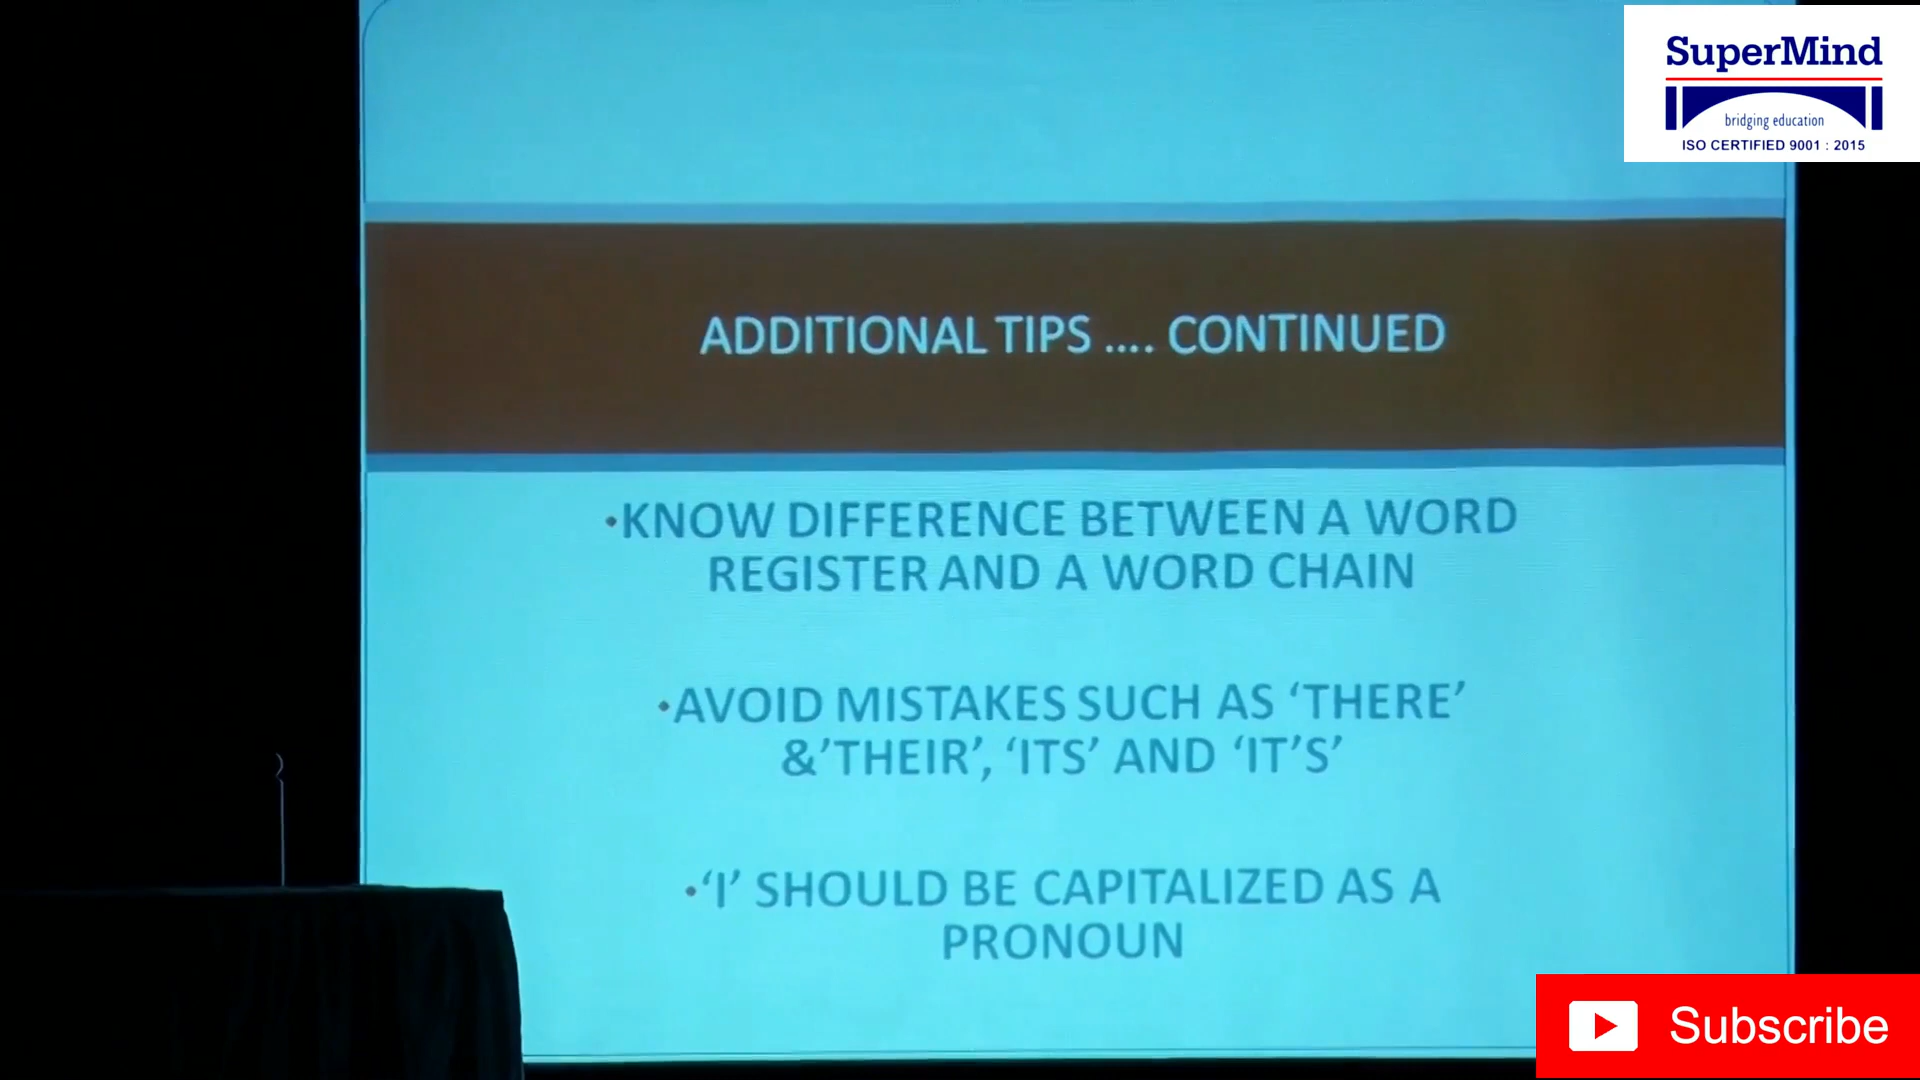 SuperMind
bridging education
ISO CERTIFIED 9001 : 2015
ADDITIONAL TIPS .... CONTINUED
•KNOW DIFFERENCE BETWEEN A WORD
REGISTER AND A WORD CHAIN
•AVOID MISTAKES SUCH AS ‘THERE’
&’THEIR’, ‘ITS’ AND ‘IT’S’
•‘I’ SHOULD BE CAPITALIZED AS A
PRONOUN
Subscribe